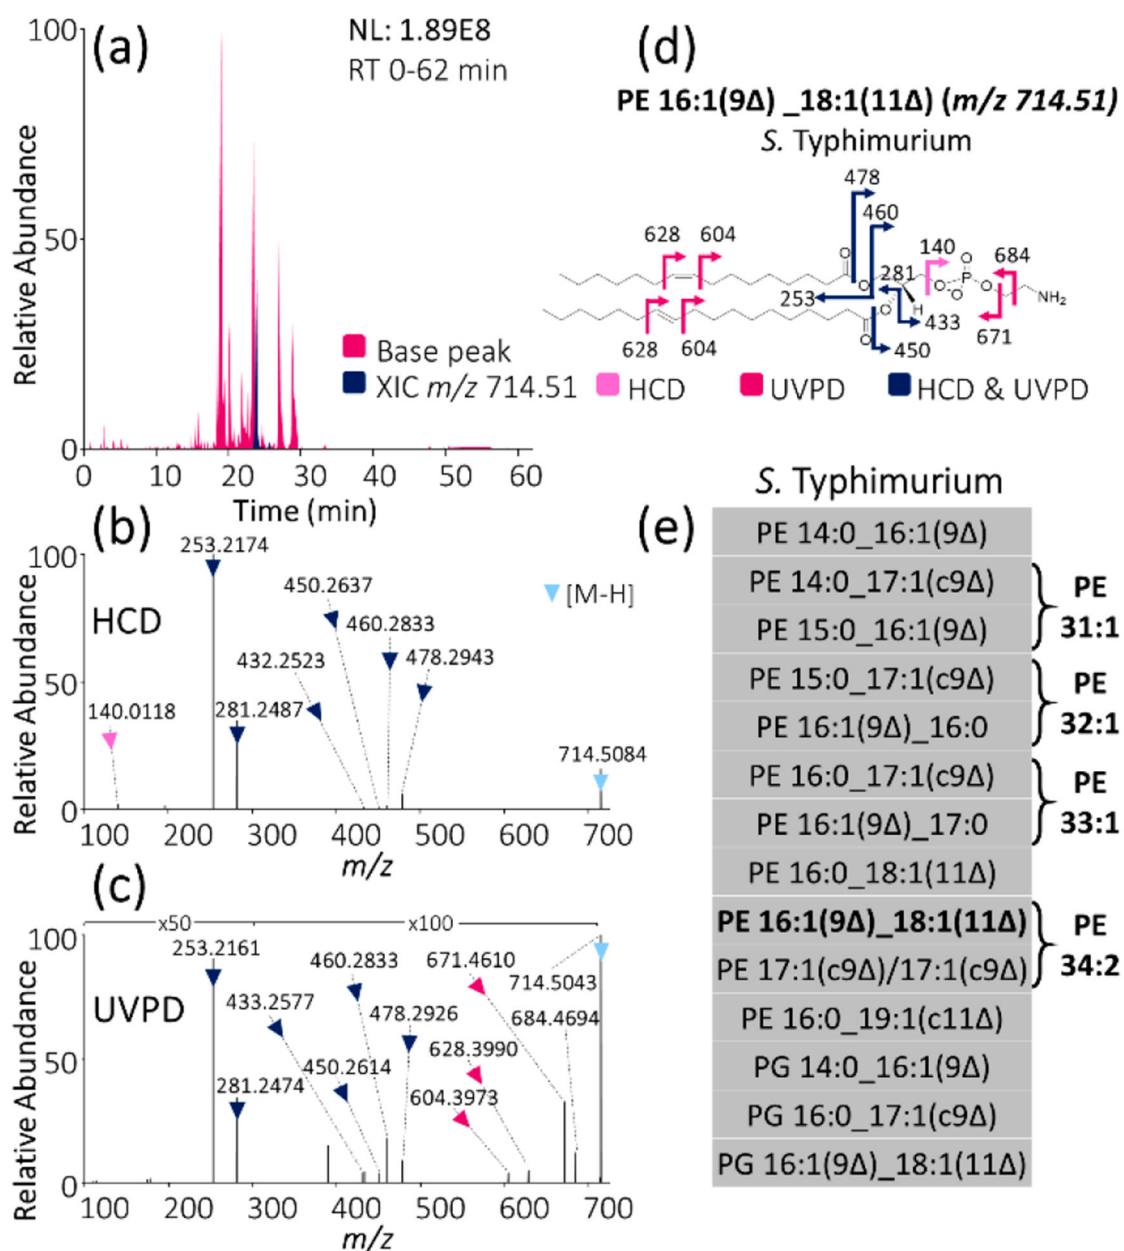 (a)
NL: 1.89E8
RT 0-62 min
Relative Abundance
100
50
0
Base peak
XIC m/z 714.51
0 10 20 30 40 50 60
Time (min)
(d)
PE 16:1(9Δ) _18:1(11Δ) (m/z 714.51)
S. Typhimurium
478
460
628 604
140
684
281
253
433
671
450
628 604
O
O
O
O
O
P
O
O
O-
H
NH₂
HCD
UVPD
HCD & UVPD
(b)
HCD
Relative Abundance
100
50
0
253.2174
450.2637
[M-H]
460.2833
432.2523
478.2943
140.0118
281.2487
714.5084
100 200 300 400 500 600 700
m/z
(c)
UVPD
Relative Abundance
100
50
0
x50
x100
253.2161
460.2833
671.4610
714.5043
433.2577
478.2926
684.4694
628.3990
450.2614
281.2474
604.3973
100 200 300 400 500 600 700
m/z
(e)
S. Typhimurium
PE 14:0_16:1(9Δ)
PE 14:0_17:1(c9Δ)
PE 15:0_16:1(9Δ)
PE
31:1
PE 15:0_17:1(c9Δ)
PE 16:1(9Δ)_16:0
PE
32:1
PE 16:0_17:1(c9Δ)
PE 16:1(9Δ)_17:0
PE
33:1
PE 16:0_18:1(11Δ)
PE 16:1(9Δ)_18:1(11Δ)
PE 17:1(c9Δ)/17:1(c9Δ)
PE
34:2
PE 16:0_19:1(c11Δ)
PG 14:0_16:1(9Δ)
PG 16:0_17:1(c9Δ)
PG 16:1(9Δ)_18:1(11Δ)